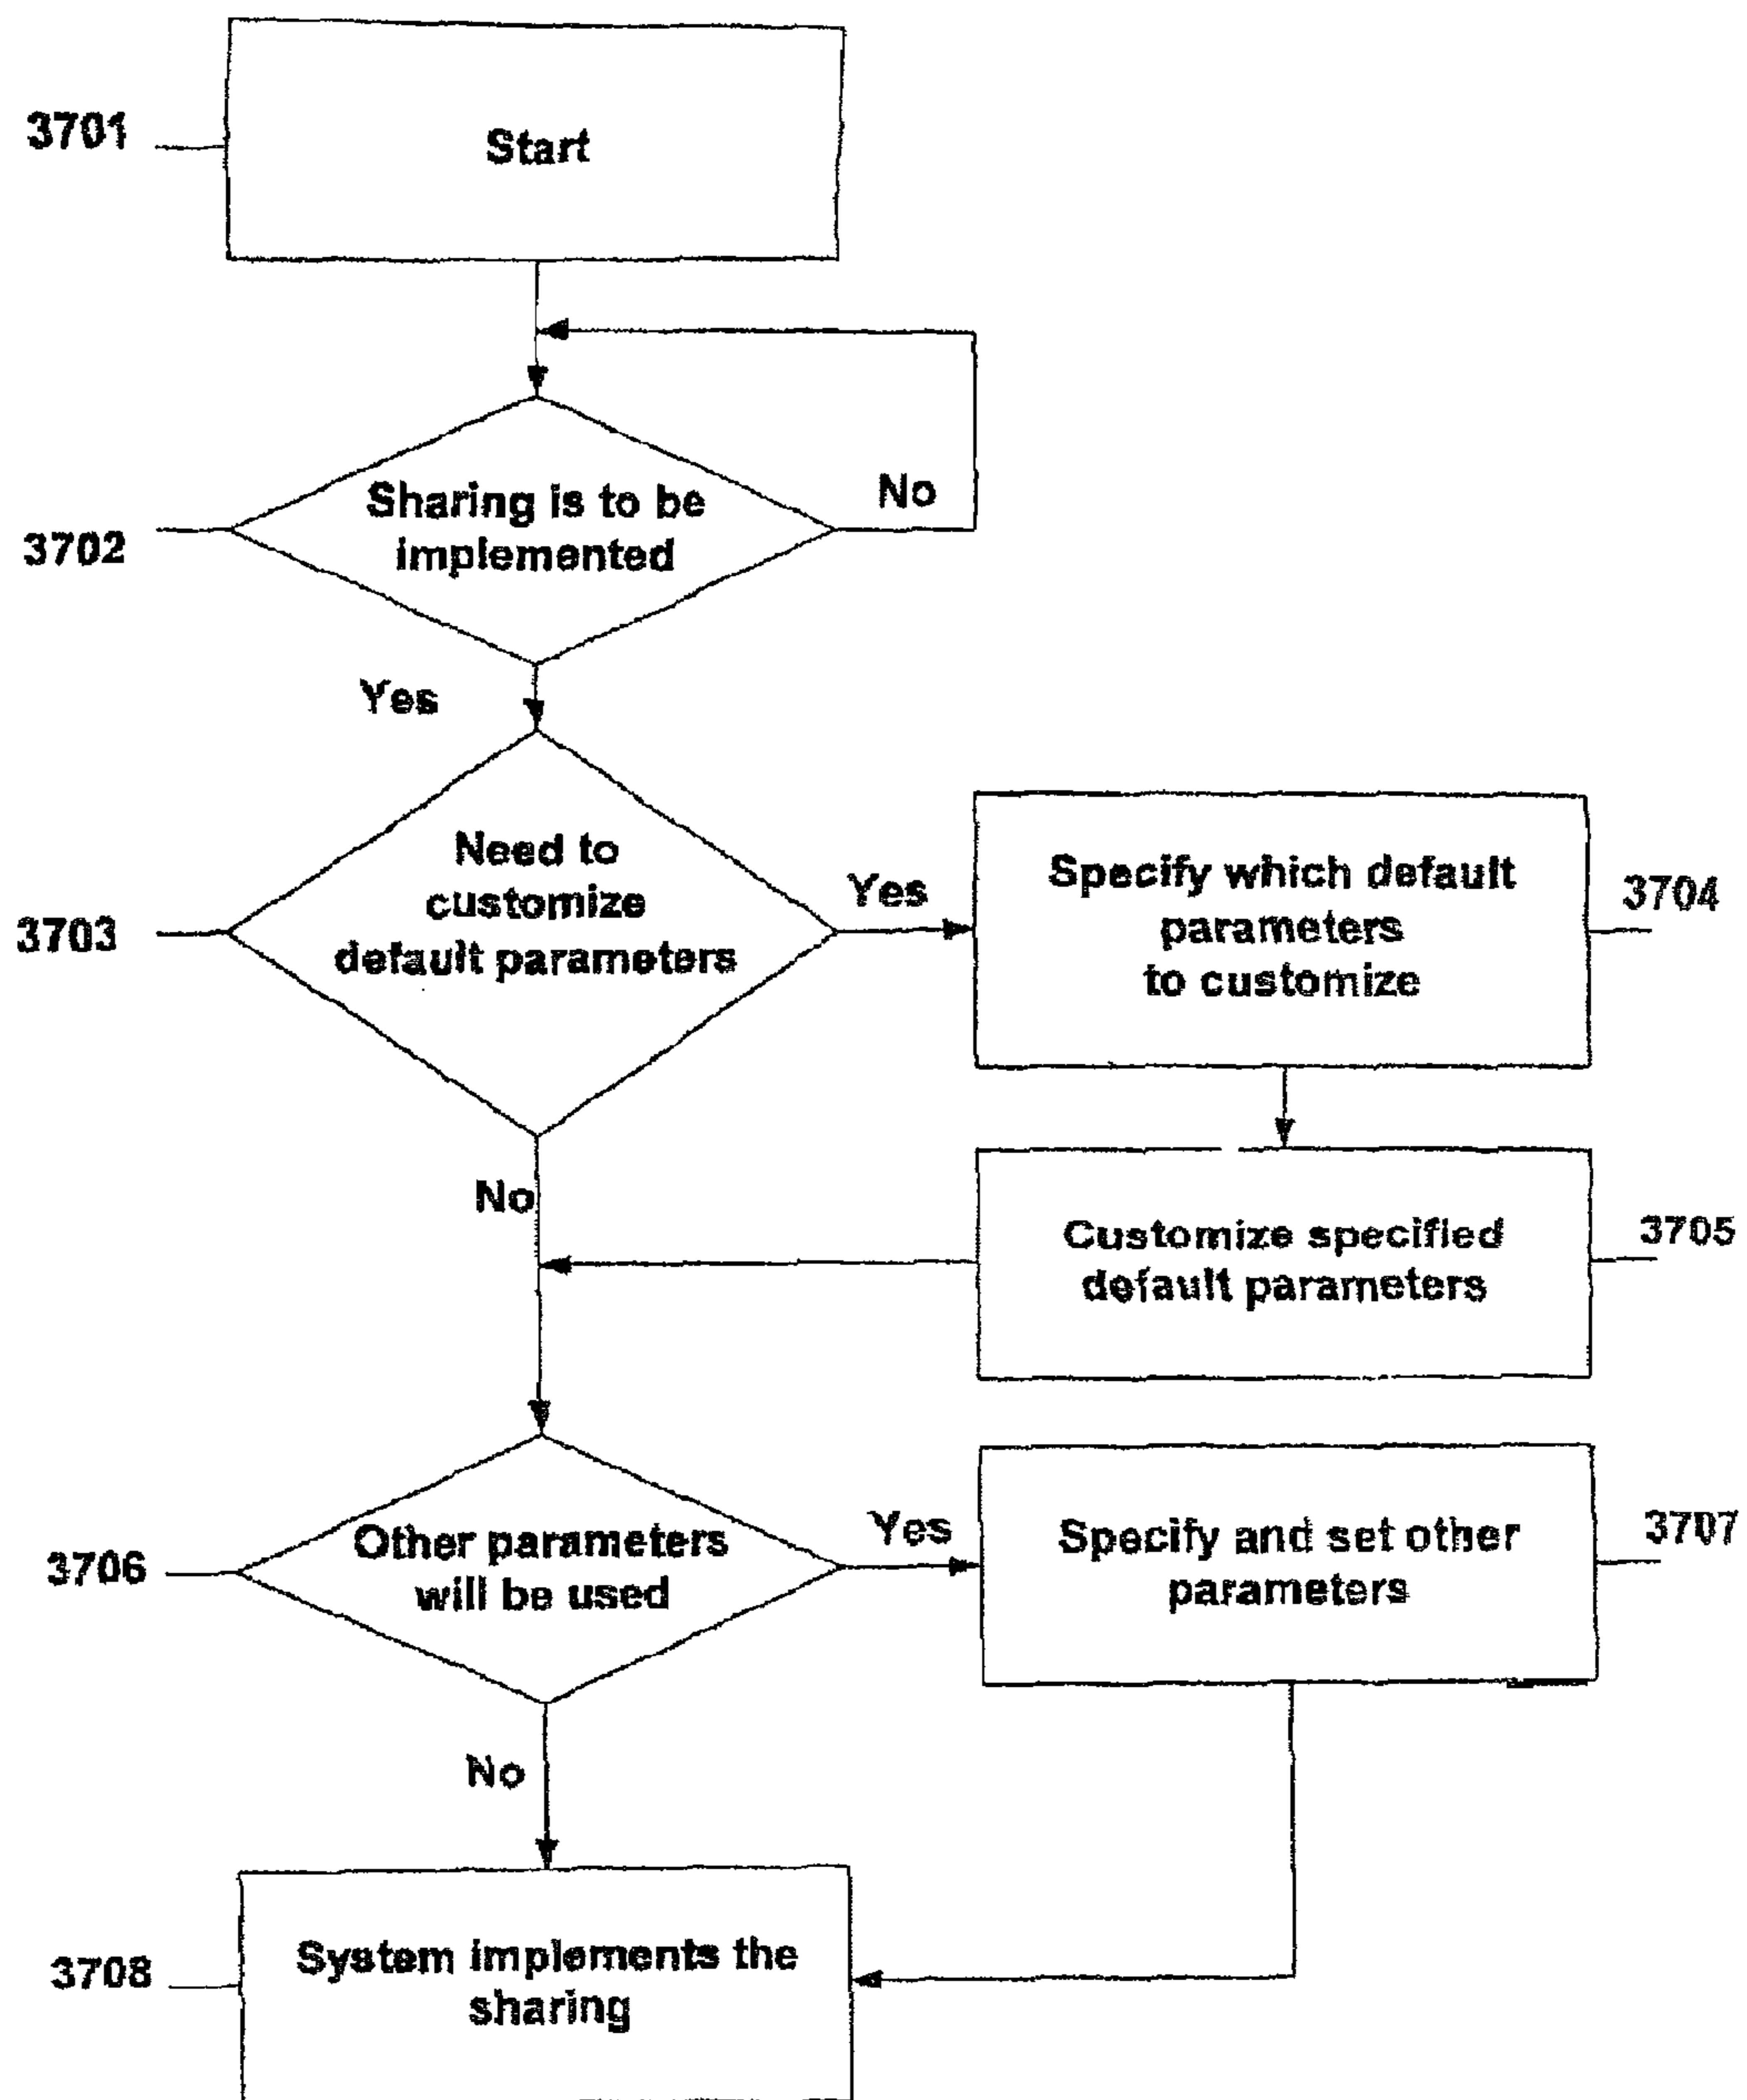 3701
Start
No
Sharing is to be
implemented
3702
Yes
Need to
customize
default parameters
3703
Yes
Specify which default
parameters
to customize
3704
No
Customize specified
default parameters
3705
Other parameters
will be used
3706
Yes
Specify and set other
parameters
3707
No
System implements the
sharing
3708